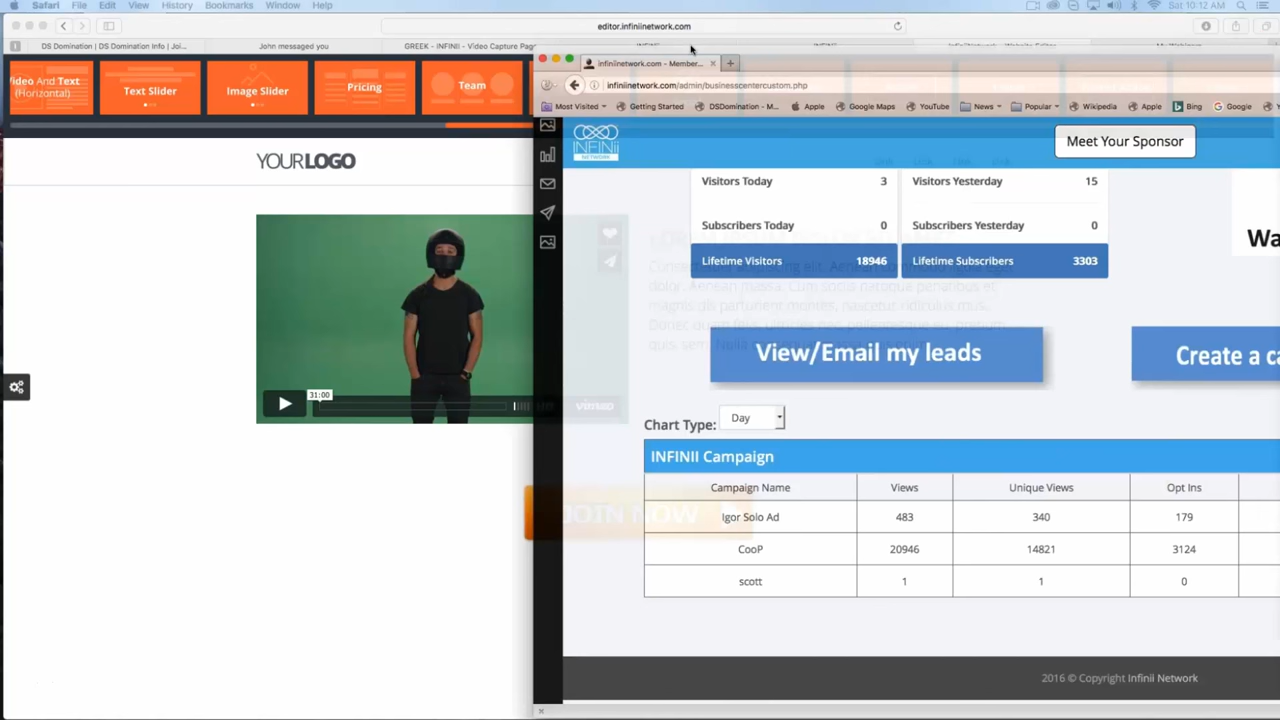 Safari File Edit View History Bookmarks Window Help
Sat 10:12 AM
editor.infiniinetwork.com
DS Domination | DS Domination Info | Joi...
John messaged you
GREEK - INFINII - Video Capture Page
infiniinetwork.com - Member...
infiniinetwork.com/admin/businesscentercustom.php
Most Visited
Getting Started
DSDomination - M...
Apple
Google Maps
YouTube
News
Popular
Wikipedia
Apple
Bing
Google
Video And Text
(Horizontal)
Text Slider
Image Slider
Pricing
Team
INFINII
NETWORK
Meet Your Sponsor
YOURLOGO
Visitors Today 3
Visitors Yesterday 15
Subscribers Today 0
Subscribers Yesterday 0
Lifetime Visitors 18946
Lifetime Subscribers 3303
Wa
31:00
vimeo
View/Email my leads
Create a ca
Chart Type: Day
INFINII Campaign
Campaign Name Views Unique Views Opt Ins
Igor Solo Ad 483 340 179
CooP 20946 14821 3124
scott 1 1 0
JOIN NOW
2016 © Copyright Infinii Network